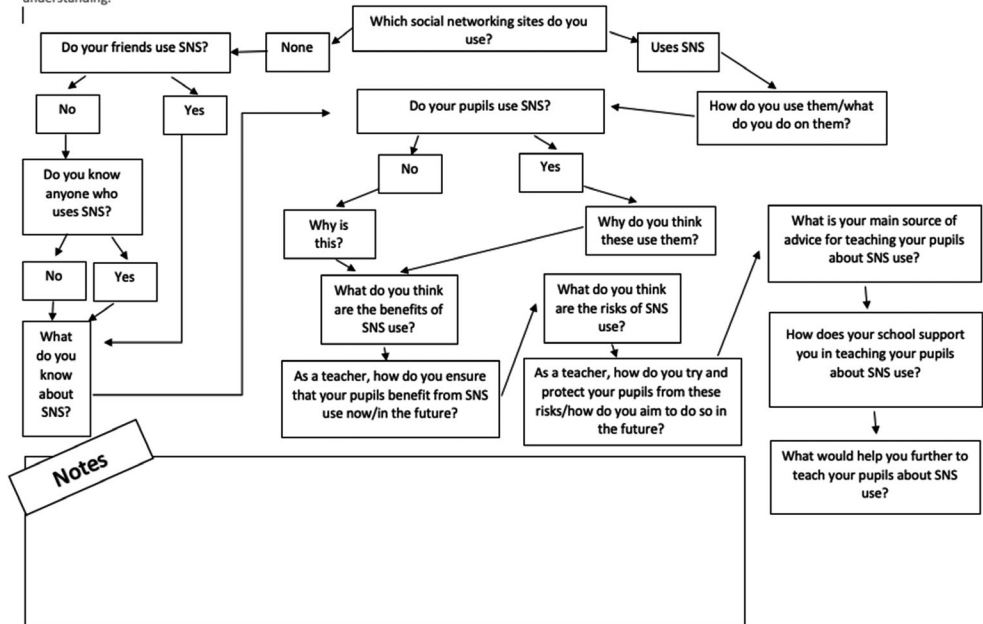 understanding.
Which social networking sites do you
use?
Do your friends use SNS?
None
Uses SNS
No
Yes
Do your pupils use SNS?
How do you use them/what
do you do on them?
Do you know
anyone who
uses SNS?
No
Yes
Why is
this?
Why do you think
these use them?
What is your main source of
advice for teaching your pupils
about SNS use?
No
Yes
What do you think
are the benefits of
SNS use?
What do you think
are the risks of SNS
use?
What
do you
know
about
SNS?
How does your school support
you in teaching your pupils
about SNS use?
As a teacher, how do you ensure
that your pupils benefit from SNS
use now/in the future?
As a teacher, how do you try and
protect your pupils from these
risks/how do you aim to do so in
the future?
What would help you further to
teach your pupils about SNS
use?
Notes